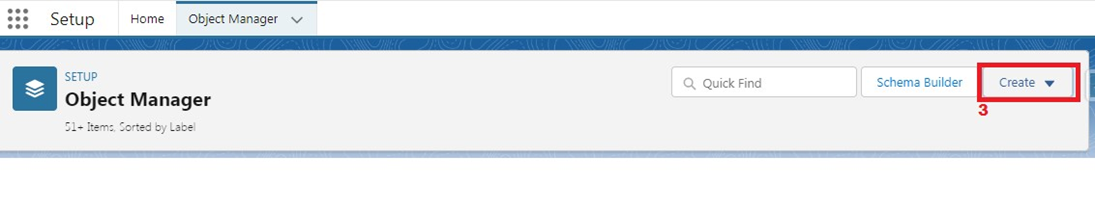 Setup Home Object Manager
SETUP
Object Manager
51+ Items, Sorted by Label
Quick Find
Schema Builder
Create
3